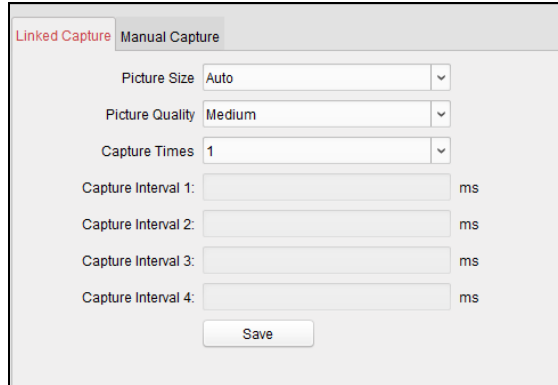 Linked Capture Manual Capture
Picture Size Auto
Picture Quality Medium
Capture Times 1
Capture Interval 1: ms
Capture Interval 2: ms
Capture Interval 3: ms
Capture Interval 4: ms
Save